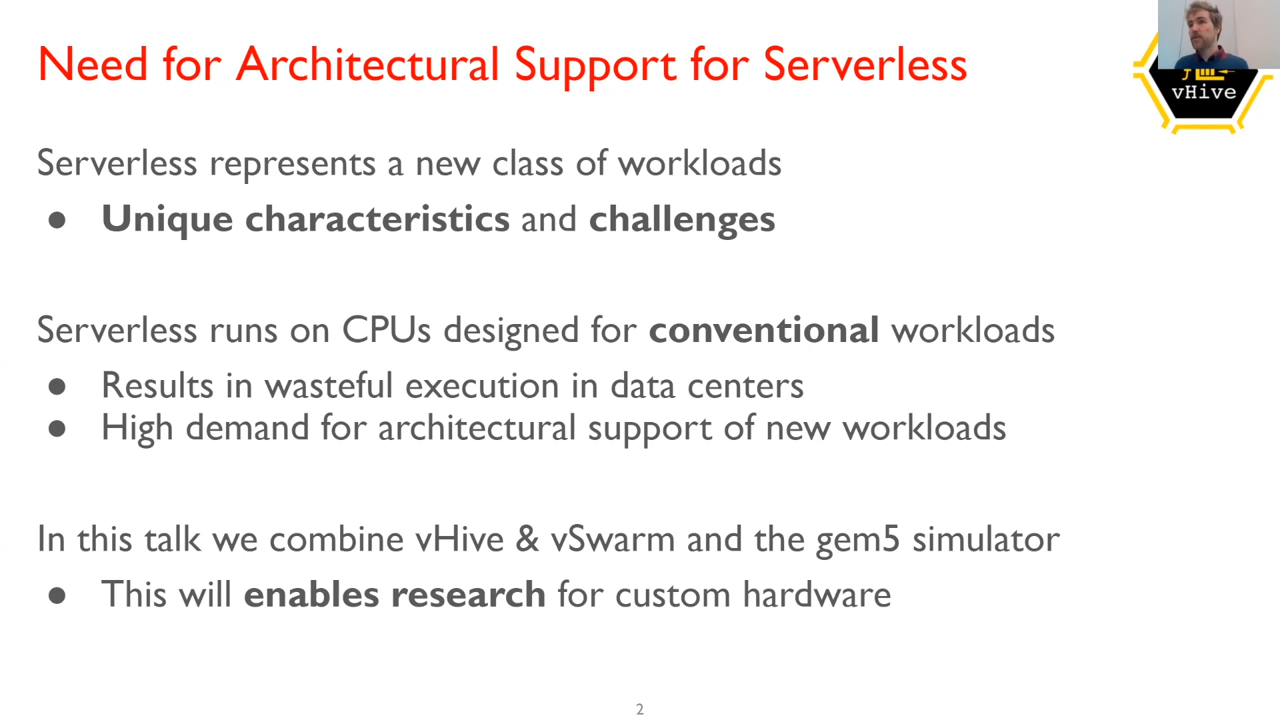 Need for Architectural Support for Serverless
vHive
Serverless represents a new class of workloads
● Unique characteristics and challenges
Serverless runs on CPUs designed for conventional workloads
● Results in wasteful execution in data centers
● High demand for architectural support of new workloads
In this talk we combine vHive & vSwarm and the gem5 simulator
● This will enables research for custom hardware
2